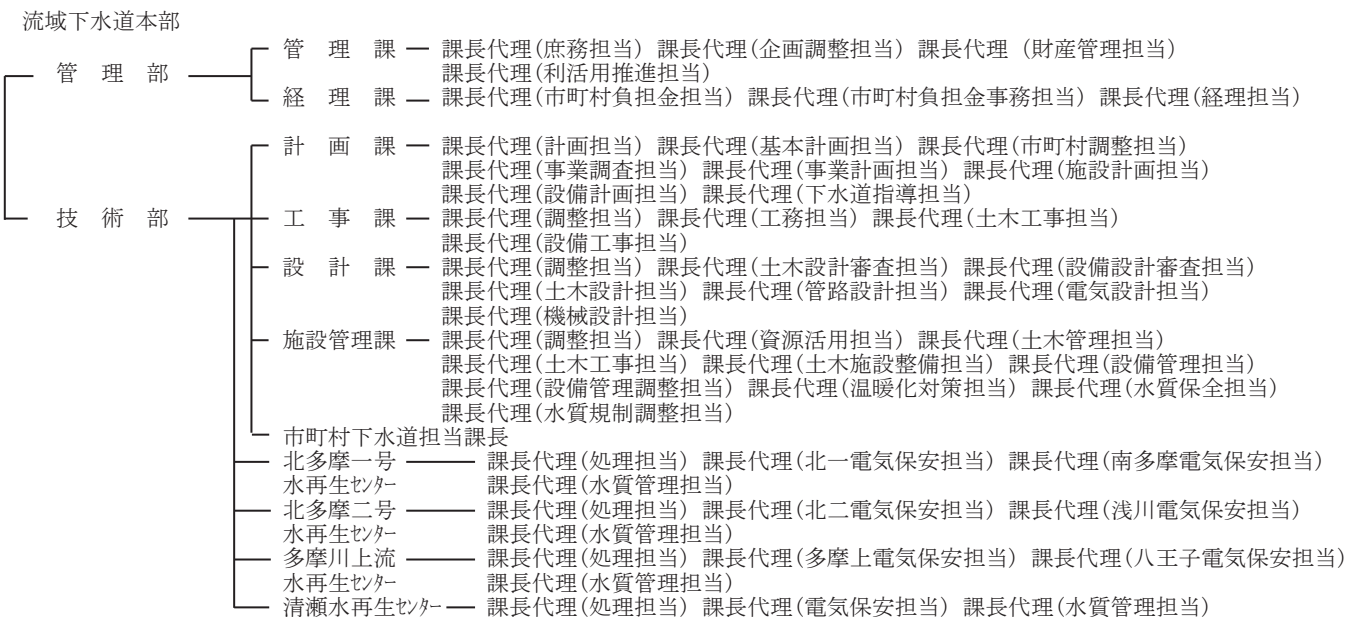 流域下水道本部
管理課 課長代理(庶務担当) 課長代理(企画調整担当) 課長代理 (財産管理担当)
管理部 課長代理(利活用推進担当)
経理課 課長代理(市町村負担金担当) 課長代理(市町村負担金事務担当) 課長代理(経理担当)
計画課 課長代理(計画担当) 課長代理(基本計画担当) 課長代理(市町村調整担当)
課長代理(事業調査担当) 課長代理(事業計画担当) 課長代理(施設計画担当)
課長代理(設備計画担当) 課長代理(下水道指導担当)
技術部 工事課 課長代理(調整担当) 課長代理(工務担当) 課長代理(土木工事担当)
課長代理(設備工事担当)
設計課 課長代理(調整担当) 課長代理(土木設計審査担当) 課長代理(設備設計審査担当)
課長代理(土木設計担当) 課長代理(管路設計担当) 課長代理(電気設計担当)
課長代理(機械設計担当)
施設管理課 課長代理(調整担当) 課長代理(資源活用担当) 課長代理(土木管理担当)
課長代理(土木工事担当) 課長代理(土木施設整備担当) 課長代理(設備管理担当)
課長代理(設備管理調整担当) 課長代理(温暖化対策担当) 課長代理(水質保全担当)
課長代理(水質規制調整担当)
市町村下水道担当課長
北多摩一号 課長代理(処理担当) 課長代理(北一電気保安担当) 課長代理(南多摩電気保安担当)
水再生ｾﾝﾀｰ 課長代理(水質管理担当)
北多摩二号 課長代理(処理担当) 課長代理(北二電気保安担当) 課長代理(浅川電気保安担当)
水再生ｾﾝﾀｰ 課長代理(水質管理担当)
多摩川上流 課長代理(処理担当) 課長代理(多摩上電気保安担当) 課長代理(八王子電気保安担当)
水再生ｾﾝﾀｰ 課長代理(水質管理担当)
清瀬水再生ｾﾝﾀｰ 課長代理(処理担当) 課長代理(電気保安担当) 課長代理(水質管理担当)